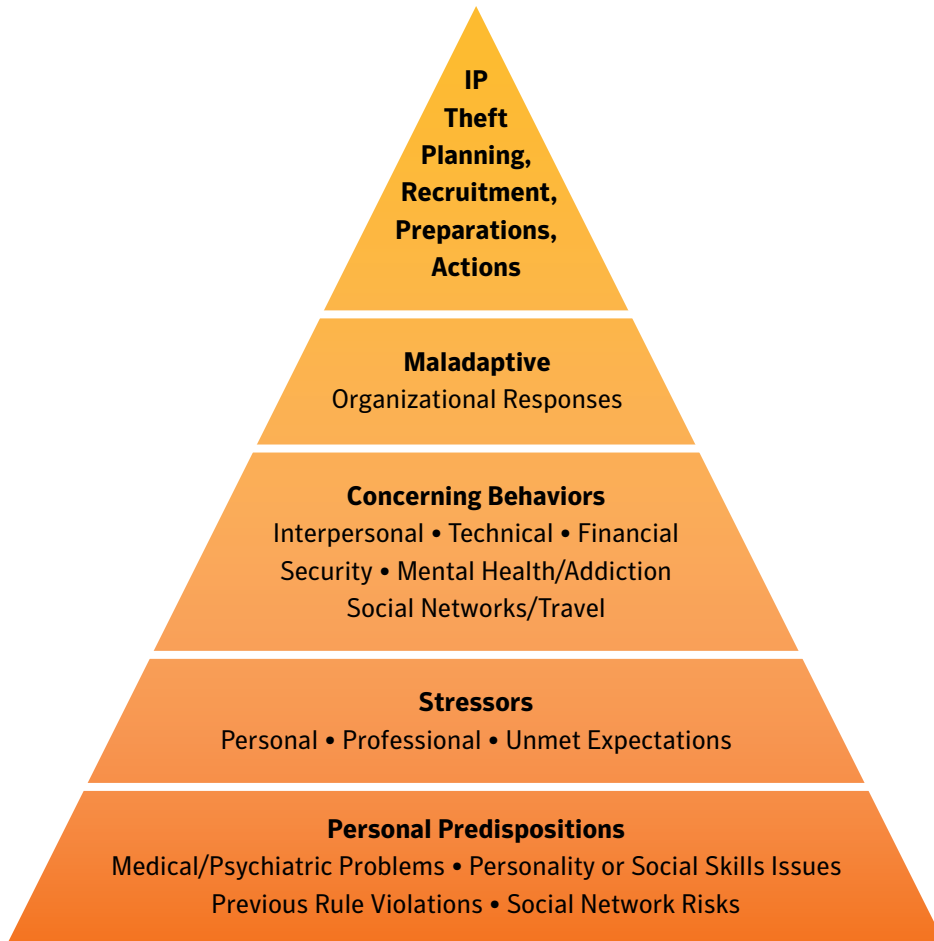 IP
Theft
Planning,
Recruitment,
Preparations,
Actions
Maladaptive
Organizational Responses
Concerning Behaviors
Interpersonal • Technical • Financial
Security • Mental Health/Addiction
Social Networks/Travel
Stressors
Personal • Professional • Unmet Expectations
Personal Predispositions
Medical/Psychiatric Problems • Personality or Social Skills Issues
Previous Rule Violations • Social Network Risks